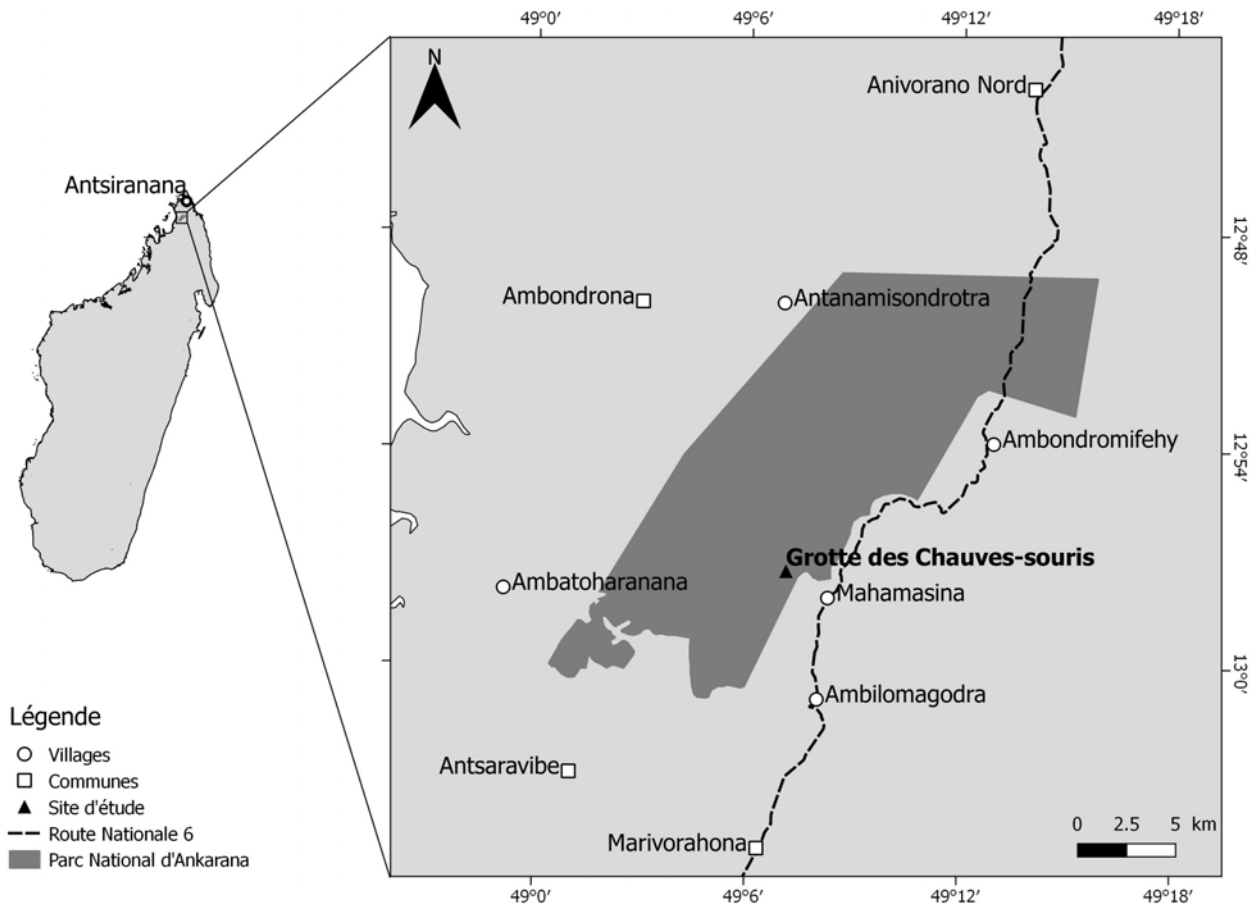 49°0′ 49°6′ 49°12′ 49°18′
N
Anivorano Nord
Antsiranana
12°48′
Ambondrona
Antanamisondrotra
Ambondromifehy
12°54′
Grotte des Chauves-souris
Ambatoharanana
Mahamasina
13°0′
Ambilomagodra
Antsaravibe
Marivorahona
0 2.5 5 km
49°0′ 49°6′ 49°12′ 49°18′
Légende
Villages
Communes
Site d'étude
Route Nationale 6
Parc National d'Ankarana